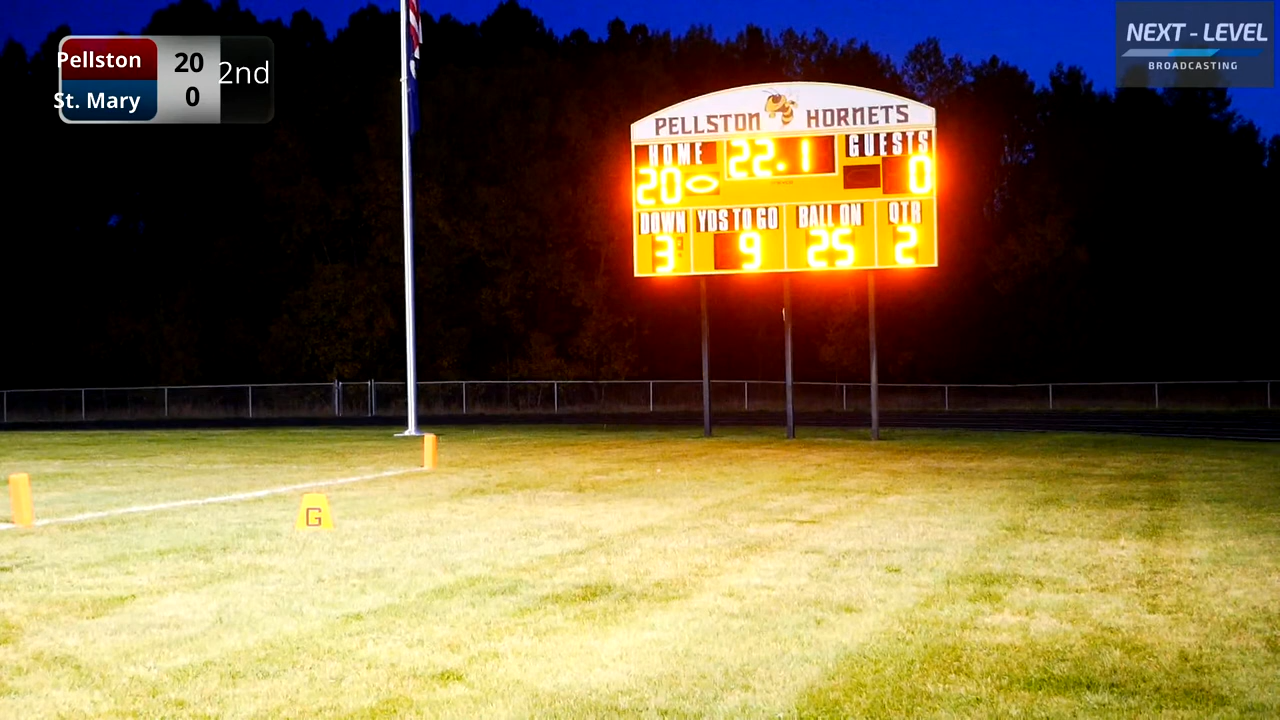 Pellston 20
St. Mary 0
2nd
NEXT - LEVEL
BROADCASTING
PELLSTON HORNETS
HOME 22.1 GUESTS
20 0
DOWN YDS TO GO BALL ON QTR
3 9 25 2
G